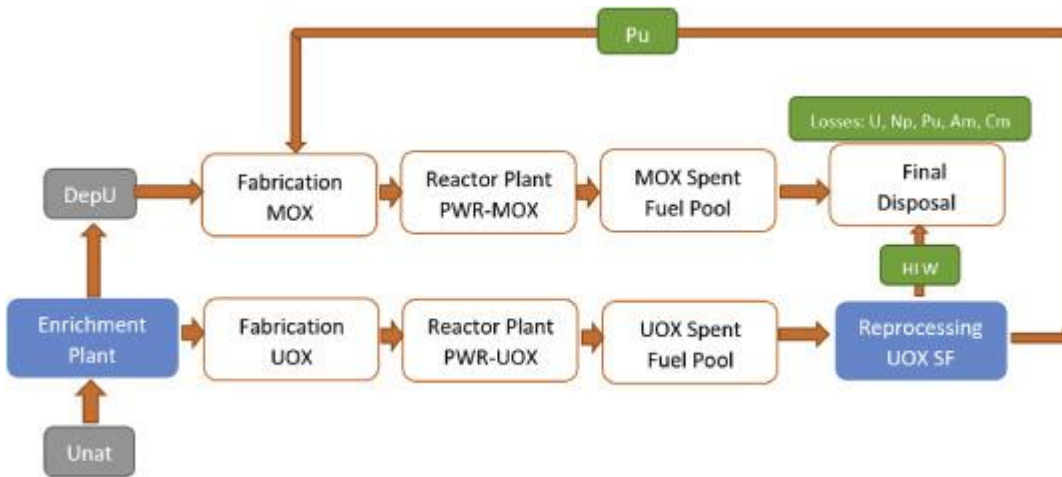 Pu
Losses: U, Np, Pu, Am, Cm
DepU
Fabrication
MOX
Reactor Plant
PWR-MOX
MOX Spent
Fuel Pool
Final
Disposal
HLW
Enrichment
Plant
Fabrication
UOX
Reactor Plant
PWR-UOX
UOX Spent
Fuel Pool
Reprocessing
UOX SF
Unat